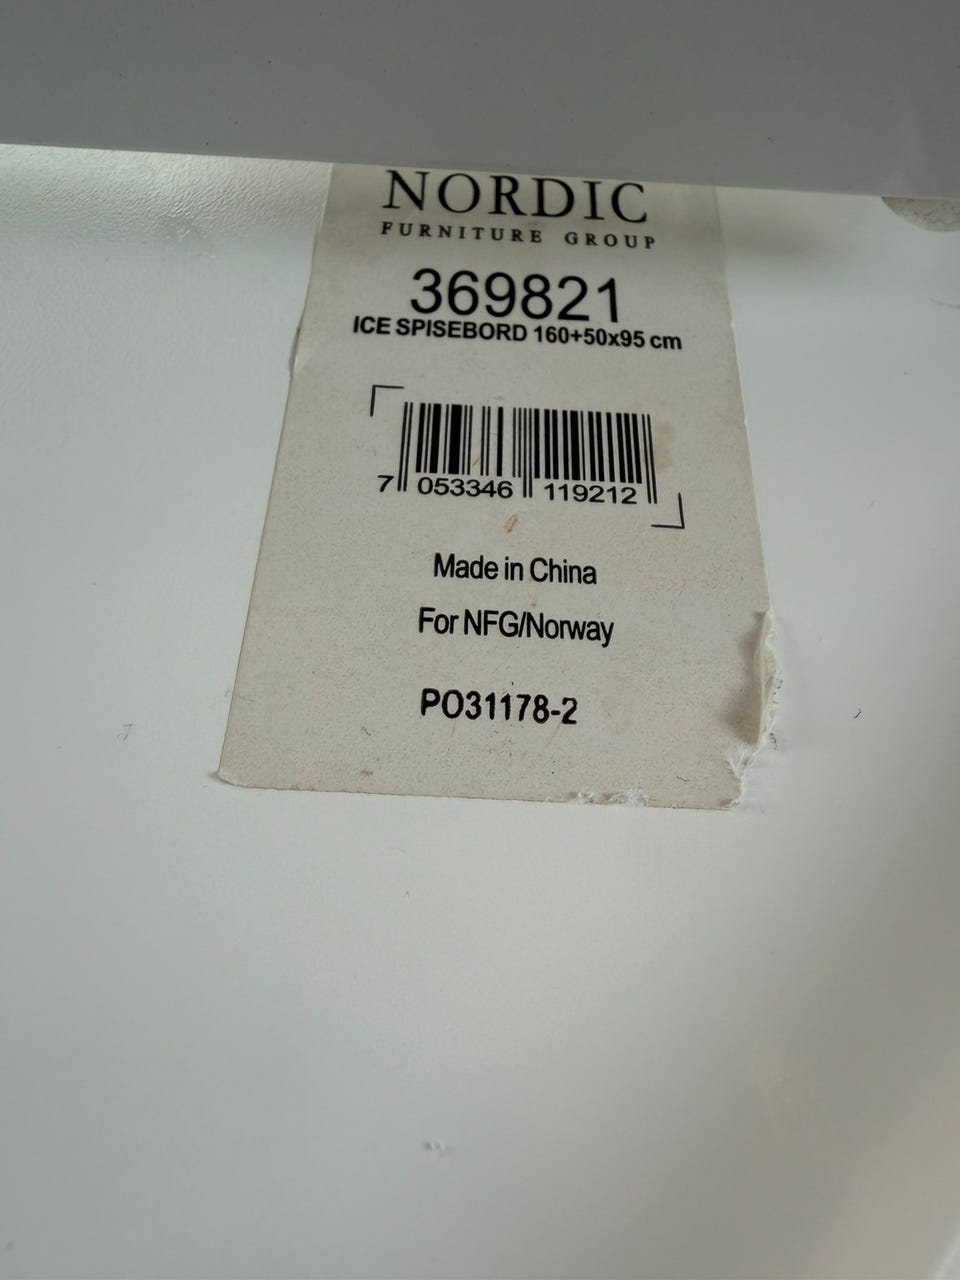 NORDIC
FURNITURE GROUP
369821
ICE SPISEBORD 160+50x95 cm
7 053346 119212
Made in China
For NFG/Norway
PO31178-2